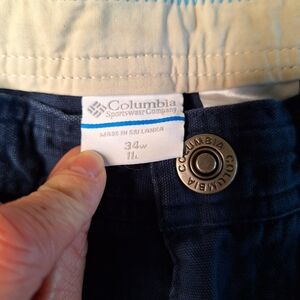 Columbia
Sportswear Company
MADE IN SRI LANKA
34W
11L
COLUMBIA COLUMBIA